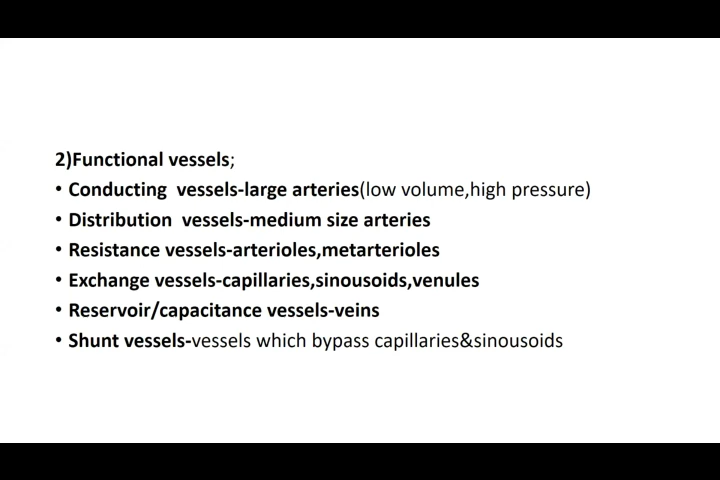 2)Functional vessels;
• Conducting  vessels-large arteries(low volume,high pressure)
• Distribution  vessels-medium size arteries
• Resistance vessels-arterioles,metarterioles
• Exchange vessels-capillaries,sinousoids,venules
• Reservoir/capacitance vessels-veins
• Shunt vessels-vessels which bypass capillaries&sinousoids